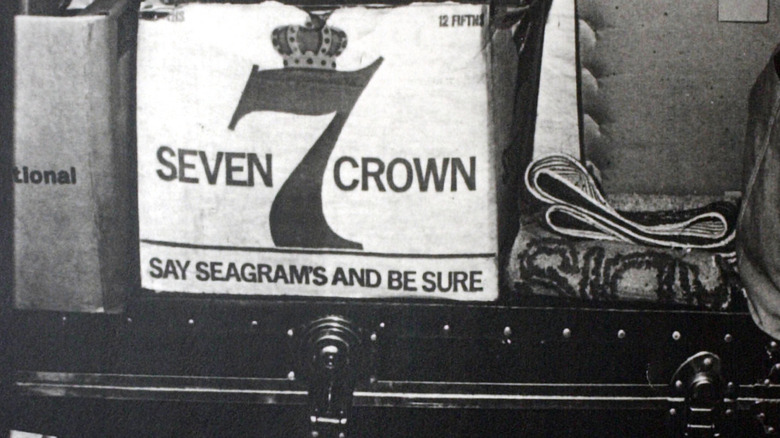 12 FIFTHS
7
SEVEN CROWN
SAY SEAGRAM'S AND BE SURE
tional